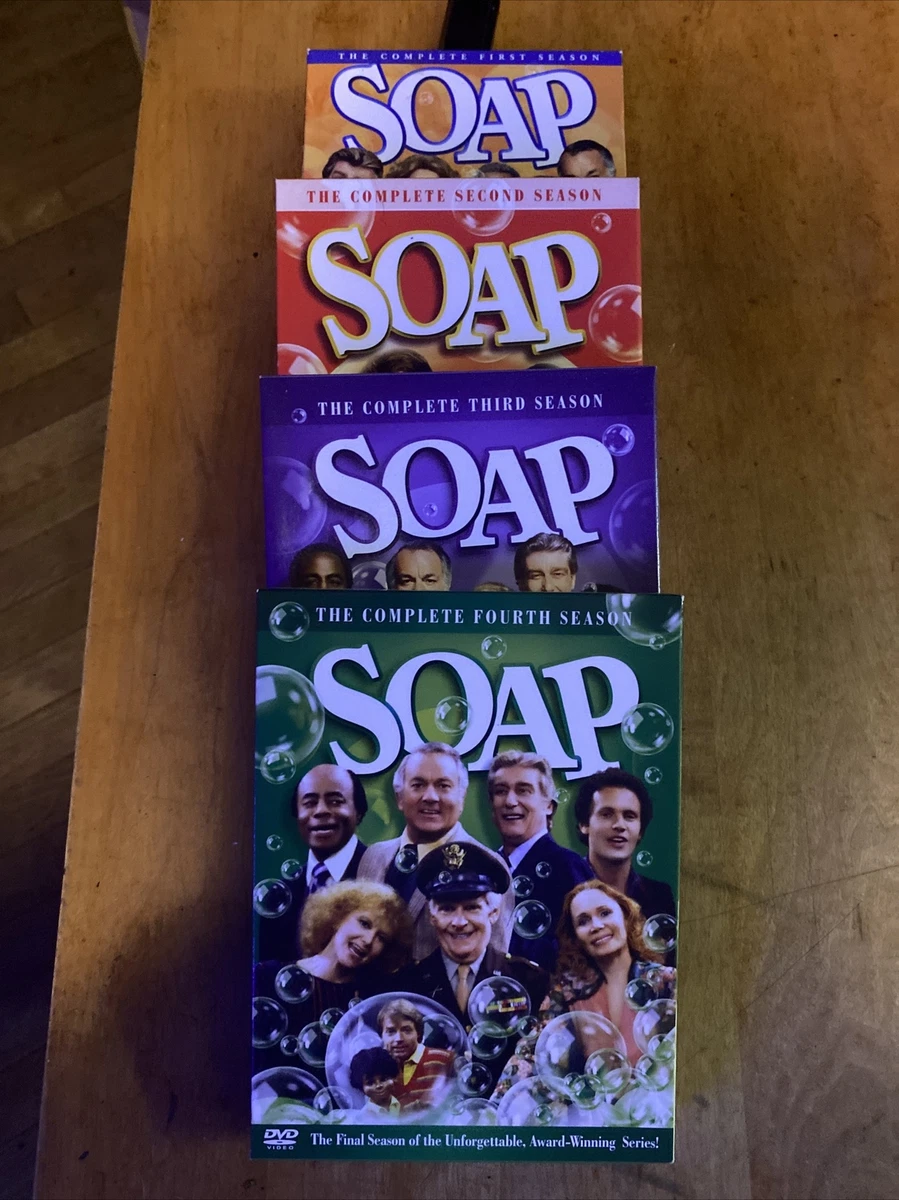 THE COMPLETE FIRST SEASON
SOAP
THE COMPLETE SECOND SEASON
SOAP
THE COMPLETE THIRD SEASON
SOAP
THE COMPLETE FOURTH SEASON
SOAP
DVD
VIDEO
The Final Season of the Unforgettable, Award-Winning Series!